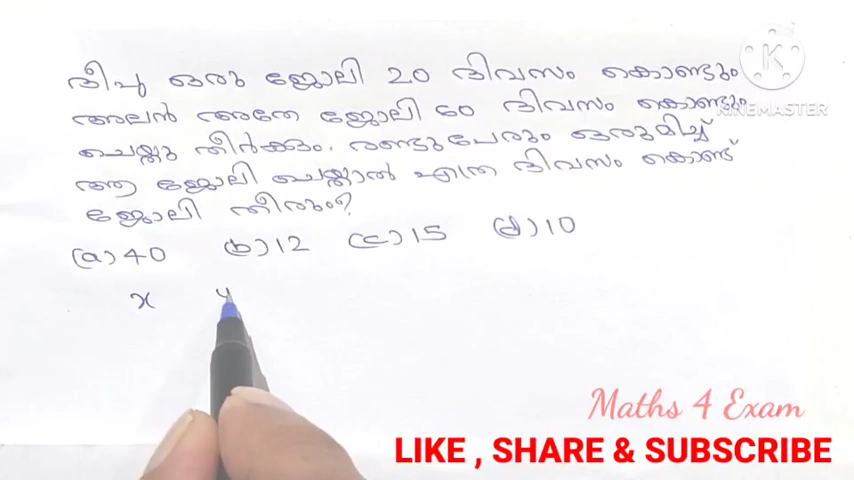 ദീപു ഒരു ജോലി 20 ദിവസം കൊണ്ടും
അലൻ അതേ ജോലി 60 ദിവസം കൊണ്ടും
ചെയ്തു തീർക്കും. രണ്ടുപേരും ഒരുമിച്ച്
ആ ജോലി ചെയ്താൽ എത്ര ദിവസം കൊണ്ട്
ജോലി തീരും?
(a) 40 (b) 12 (c) 15 (d) 10
x y
K
KINEMASTER
Maths 4 Exam
LIKE , SHARE & SUBSCRIBE